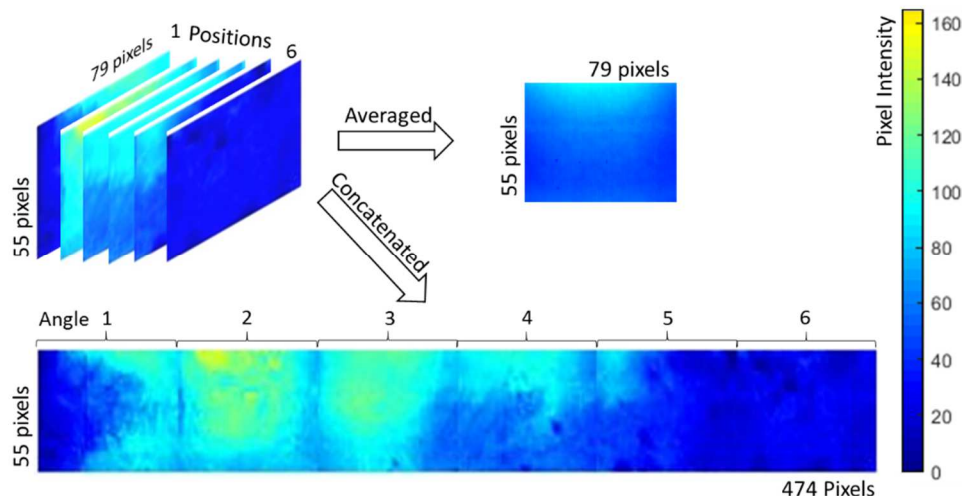 1 Positions 6
79 pixels
55 pixels
Averaged
79 pixels
55 pixels
Concatenated
Angle 1 2 3 4 5 6
55 pixels
474 Pixels
Pixel Intensity
160
140
120
100
80
60
40
20
0